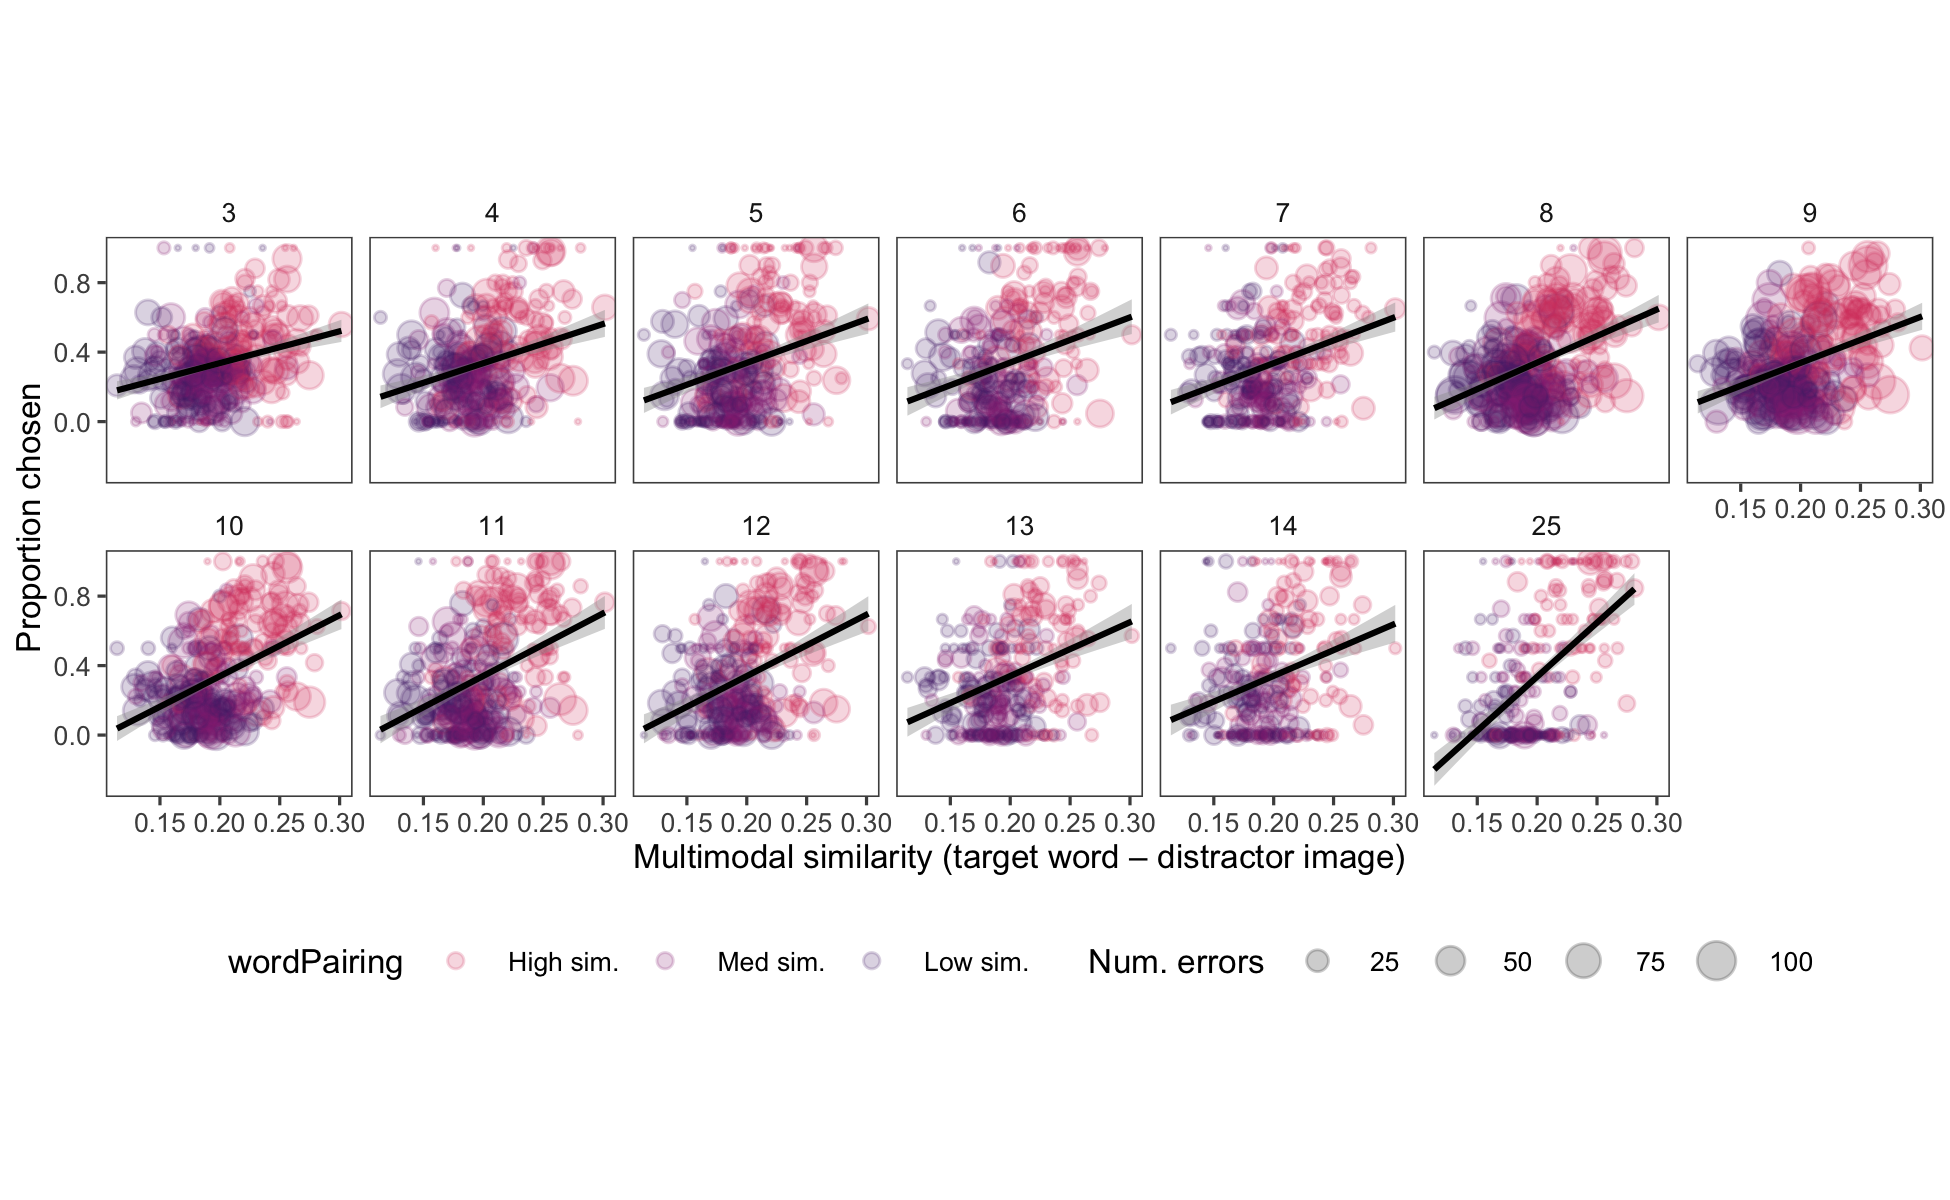 3 4 5 6 7 8 9
0.8
0.4
0.0
0.15 0.20 0.25 0.30
10 11 12 13 14 25
0.8
0.4
0.0
0.15 0.20 0.25 0.30 0.15 0.20 0.25 0.30 0.15 0.20 0.25 0.30 0.15 0.20 0.25 0.30 0.15 0.20 0.25 0.30 0.15 0.20 0.25 0.30
Proportion chosen
Multimodal similarity (target word – distractor image)
wordPairing High sim. Med sim. Low sim. Num. errors 25 50 75 100